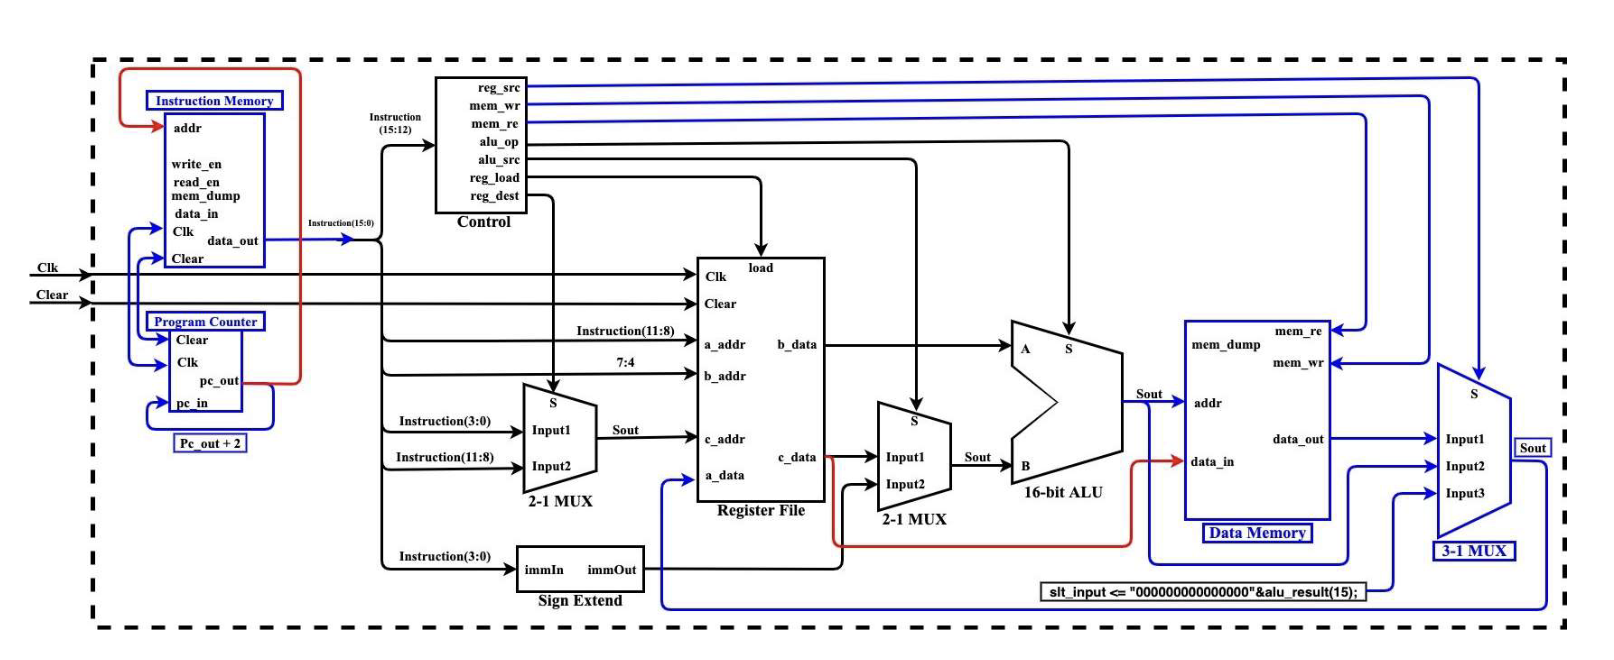 Instruction Memory
addr
write_en
read_en
mem_dump
data_in
Clk
data_out
Clear
Clk
Clear
Program Counter
Clear
Clk
pc_out
pc_in
Pc_out + 2
Instruction(15:0)
Instruction
(15:12)
reg_src
mem_wr
mem_re
alu_op
alu_src
reg_load
reg_dest
Control
Instruction(11:8)
7:4
Instruction(3:0)
Instruction(11:8)
S
Input1
Input2
2-1 MUX
Sout
Instruction(3:0)
immIn immOut
Sign Extend
load
Clk
Clear
a_addr
b_data
b_addr
c_addr
c_data
a_data
Register File
S
Input1
Input2
2-1 MUX
Sout
A
S
B
16-bit ALU
Sout
mem_re
mem_dump
mem_wr
addr
data_out
data_in
Data Memory
S
Input1
Input2
Input3
3-1 MUX
Sout
slt_input <= "000000000000000"&alu_result(15);